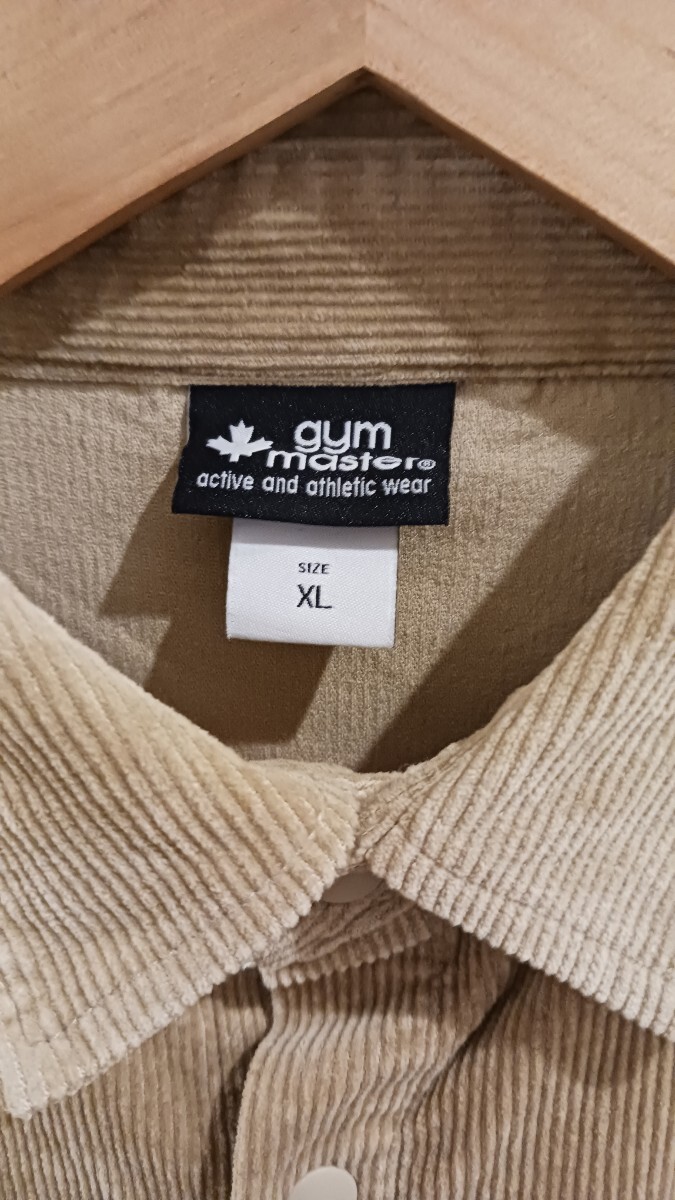 gym
master®
active and athletic wear
SIZE
XL